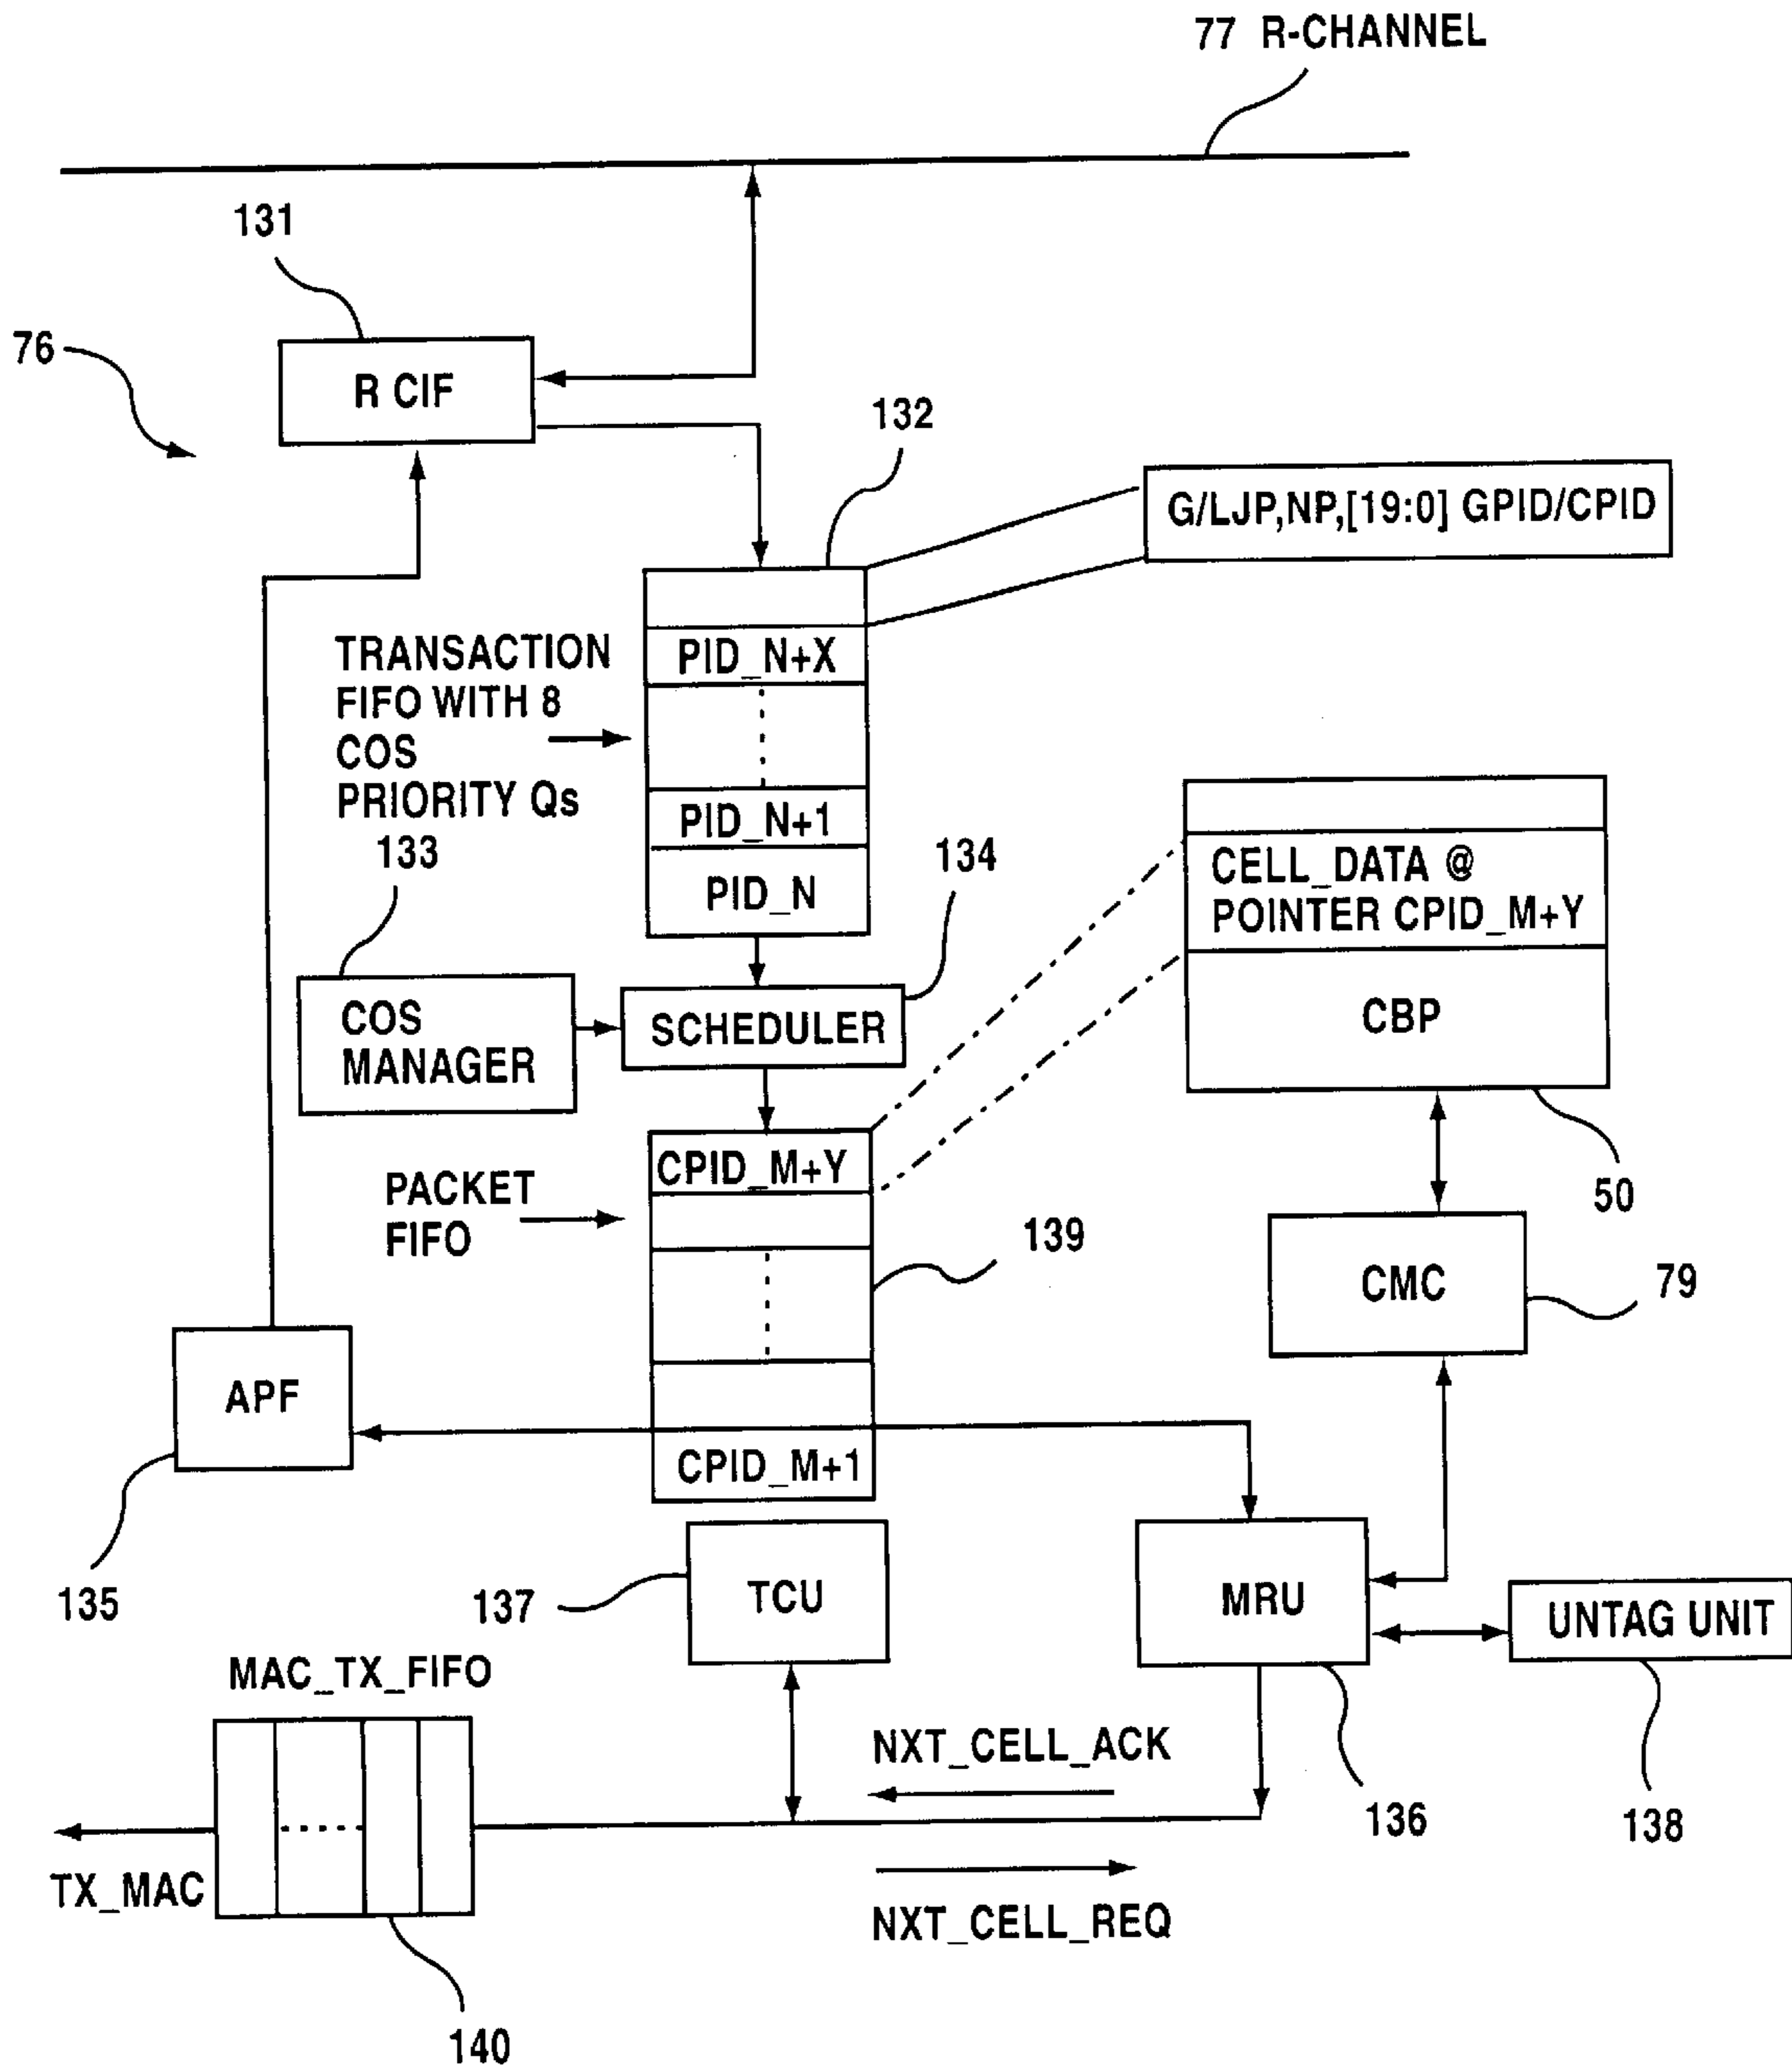 77 R-CHANNEL
131
76
R CIF
132
G/LJP,NP,[19:0] GPID/CPID
TRANSACTION
FIFO WITH 8
COS
PRIORITY Qs
PID_N+X
PID_N+1
PID_N
133
134
CELL_DATA @
POINTER CPID_M+Y
CBP
COS
MANAGER
SCHEDULER
50
PACKET
FIFO
CPID_M+Y
139
CMC
79
APF
CPID_M+1
135
137
TCU
MRU
UNTAG UNIT
MAC_TX_FIFO
NXT_CELL_ACK
136
138
TX_MAC
NXT_CELL_REQ
140